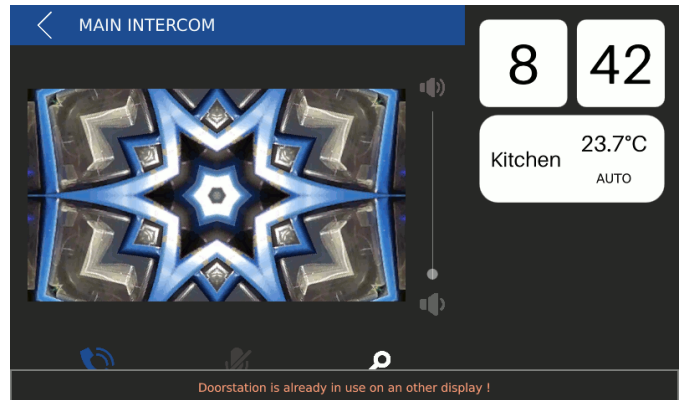 MAIN INTERCOM
8 42
Kitchen 23.7°C
AUTO
Doorstation is already in use on an other display !